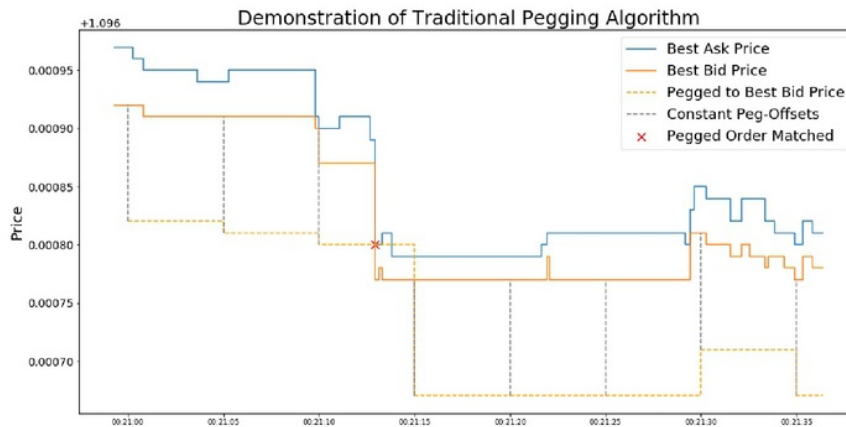 Demonstration of Traditional Pegging Algorithm
+1.096
Best Ask Price
Best Bid Price
Pegged to Best Bid Price
Constant Peg-Offsets
Pegged Order Matched
0.00095
0.00090
0.00085
0.00080
0.00075
0.00070
Price
00:21:00 00:21:05 00:21:10 00:21:15 00:21:20 00:21:25 00:21:30 00:21:35